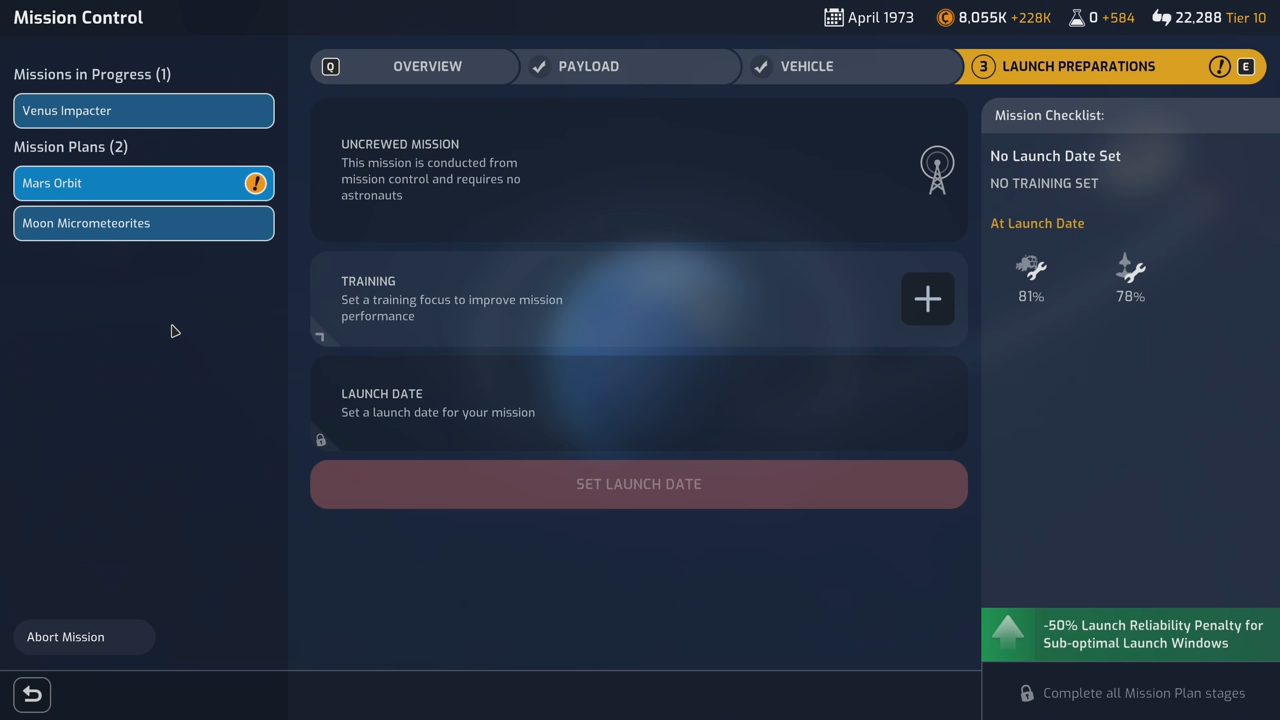 Mission Control
April 1973
8,055K +228K
0 +584
22,288 Tier 10
Missions in Progress (1)
Venus Impacter
Mission Plans (2)
Mars Orbit
Moon Micrometeorites
Abort Mission
Q
OVERVIEW
PAYLOAD
VEHICLE
3
LAUNCH PREPARATIONS
E
UNCREWED MISSION
This mission is conducted from
mission control and requires no
astronauts
TRAINING
Set a training focus to improve mission
performance
LAUNCH DATE
Set a launch date for your mission
SET LAUNCH DATE
Mission Checklist:
No Launch Date Set
NO TRAINING SET
At Launch Date
81%
78%
-50% Launch Reliability Penalty for
Sub-optimal Launch Windows
Complete all Mission Plan stages